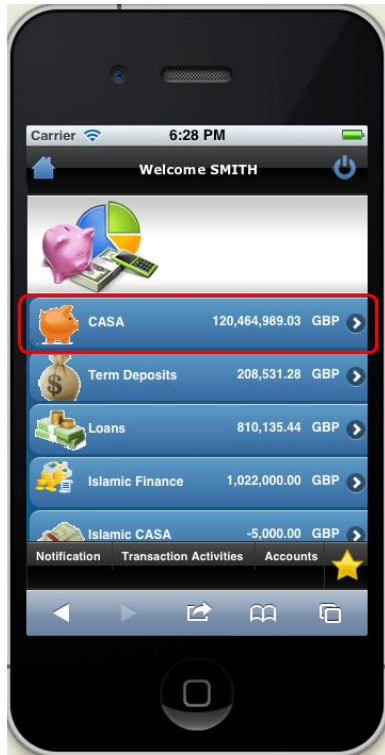 Carrier 6:28 PM
Welcome SMITH
CASA 120,464,989.03 GBP
Term Deposits 208,531.28 GBP
$
Loans 810,135.44 GBP
Islamic Finance 1,022,000.00 GBP
Islamic CASA -5,000.00 GBP
Notification Transaction Activities Accounts